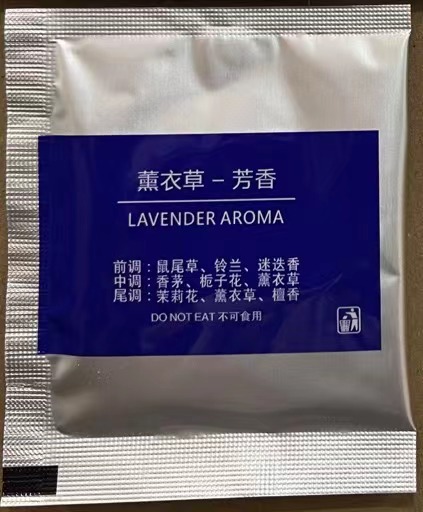 薰衣草 – 芳香
LAVENDER AROMA
前调：鼠尾草、铃兰、迷迭香
中调：香茅、栀子花、薰衣草
尾调：茉莉花、薰衣草、檀香
DO NOT EAT 不可食用